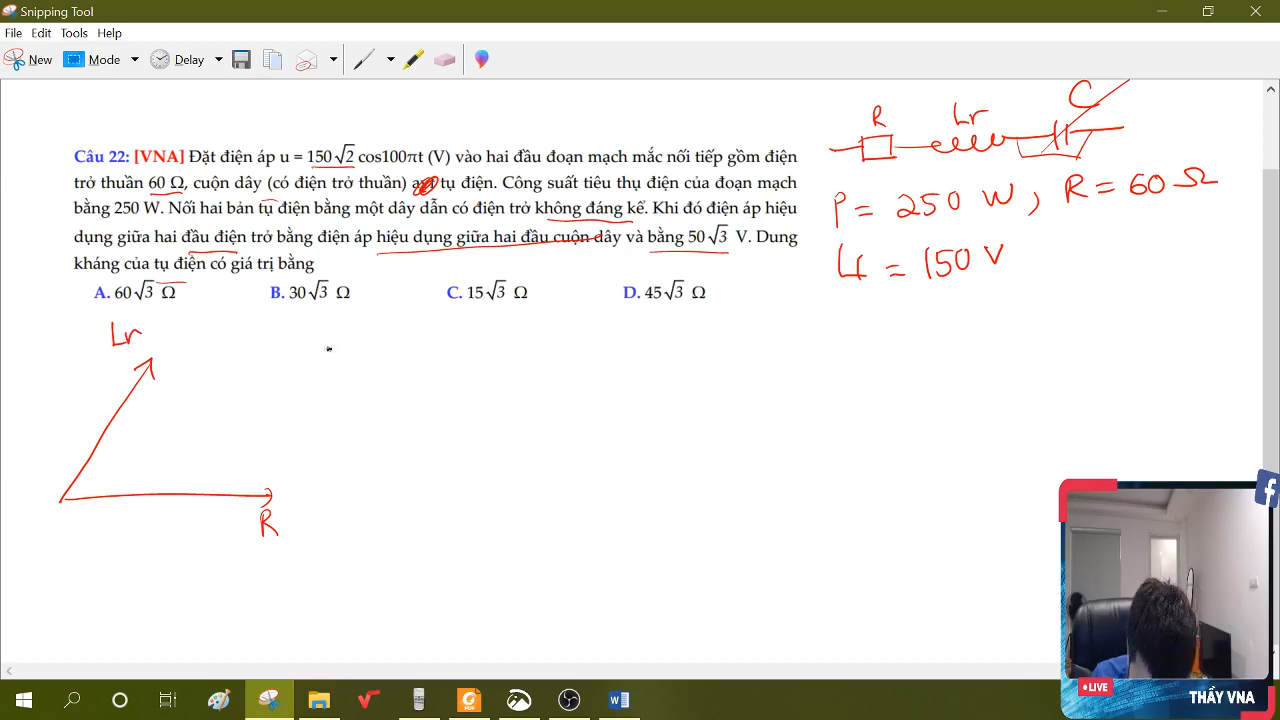 Snipping Tool
File Edit Tools Help
New Mode Delay
Câu 22: [VNA] Đặt điện áp u = 150√2 cos100πt (V) vào hai đầu đoạn mạch mắc nối tiếp gồm điện
trở thuần 60 Ω, cuộn dây (có điện trở thuần) tụ điện. Công suất tiêu thụ điện của đoạn mạch
bằng 250 W. Nối hai bản tụ điện bằng một dây dẫn có điện trở không đáng kể. Khi đó điện áp hiệu
dụng giữa hai đầu điện trở bằng điện áp hiệu dụng giữa hai đầu cuộn dây và bằng 50√3 V. Dung
kháng của tụ điện có giá trị bằng
A. 60√3 Ω B. 30√3 Ω C. 15√3 Ω D. 45√3 Ω
R Lr C
P = 250 W, R = 60 Ω
U = 150 V
Lr
R
LIVE
THẦY VNA